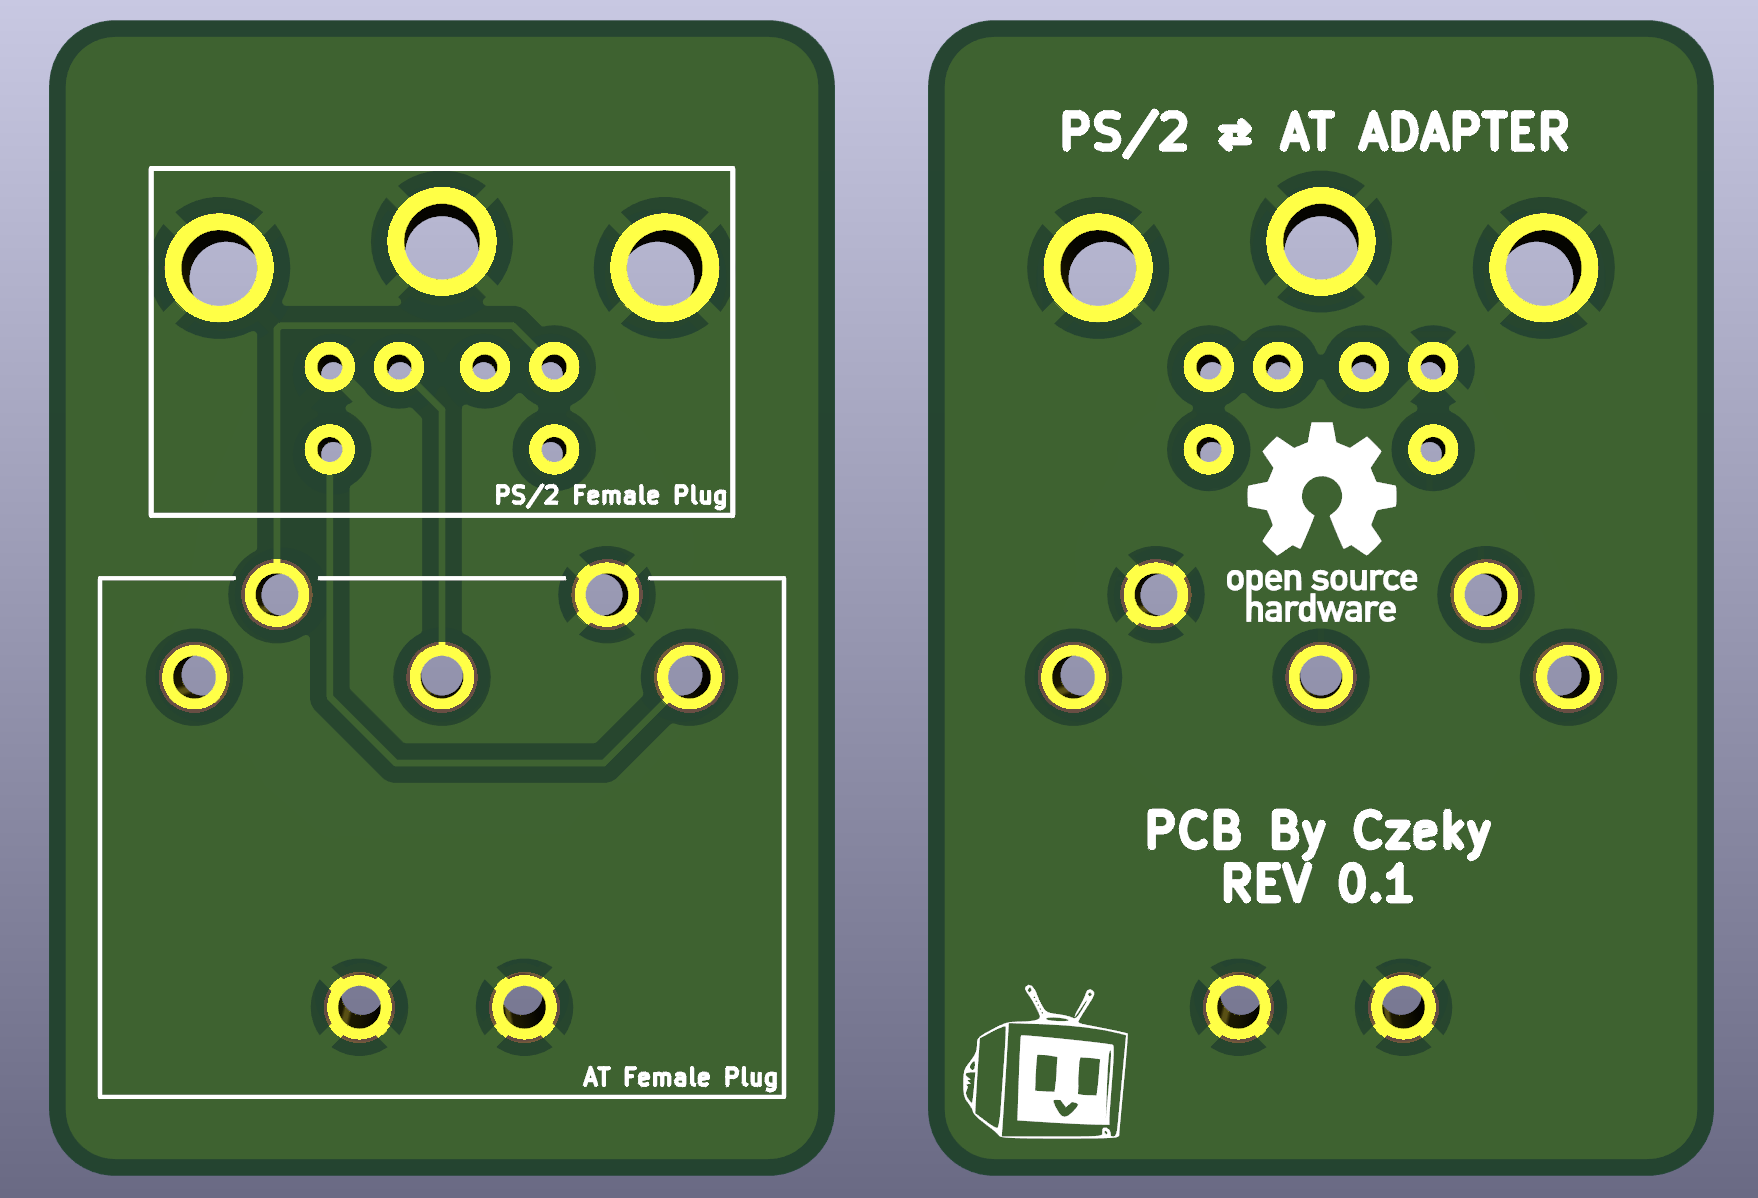 PS/2 Female Plug
AT Female Plug
PS/2 ⇄ AT ADAPTER
open source
hardware
PCB By Czeky
REV 0.1